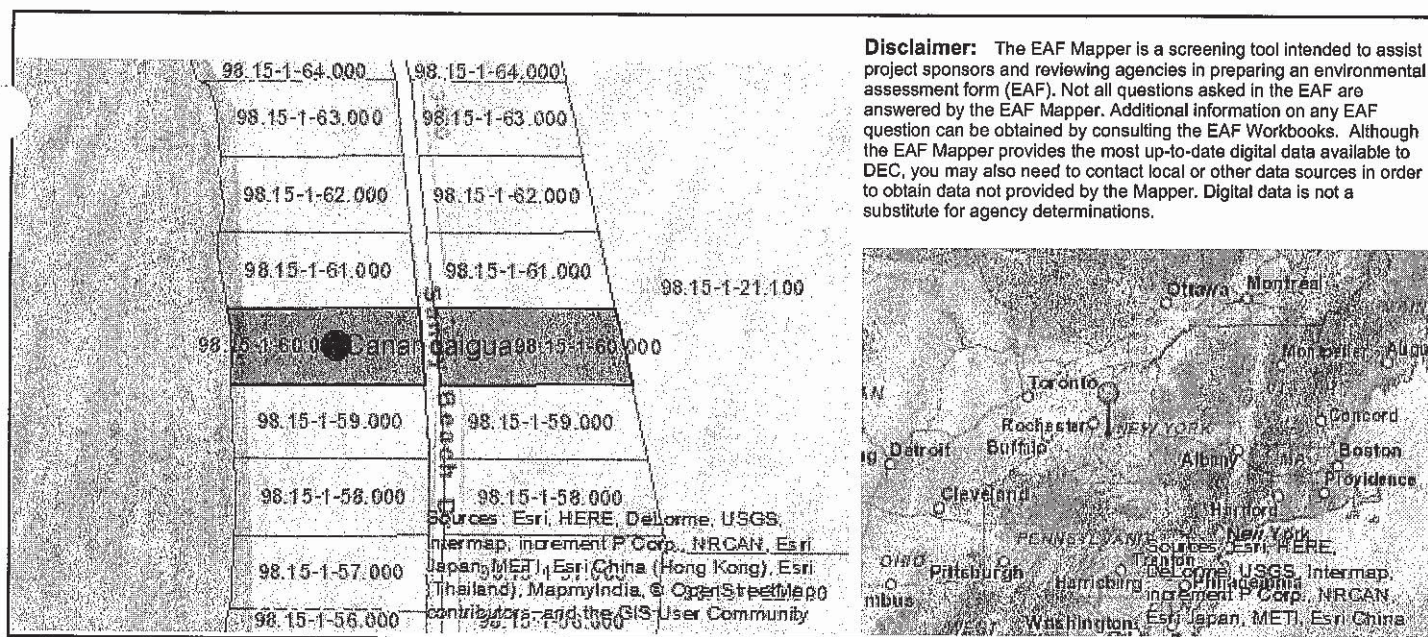 Disclaimer: The EAF Mapper is a screening tool intended to assist
project sponsors and reviewing agencies in preparing an environmental
assessment form (EAF). Not all questions asked in the EAF are
answered by the EAF Mapper. Additional information on any EAF
question can be obtained by consulting the EAF Workbooks. Although
the EAF Mapper provides the most up-to-date digital data available to
DEC, you may also need to contact local or other data sources in order
to obtain data not provided by the Mapper. Digital data is not a
substitute for agency determinations.
98.15-1-64.000 98.15-1-64.000
98.15-1-63.000 98.15-1-63.000
98.15-1-62.000 98.15-1-62.000
98.15-1-61.000 98.15-1-61.000
98.15-1-21.100
Canandaigua 98.15-1-60.000
98.15-1-59.000 98.15-1-59.000
98.15-1-58.000 98.15-1-58.000
98.15-1-57.000
98.15-1-56.000
Beach D
Sources: Esri, HERE, DeLorme, USGS,
Intermap, increment P Corp., NRCAN, Esri
Japan, METI, Esri China (Hong Kong), Esri
(Thailand), MapmyIndia, © OpenStreetMap
contributors, and the GIS User Community
Ottawa Montreal
Montpelier Augu
Toronto
Rochester NEW YORK Concord
Detroit Buffalo Albany MA Boston
Providence
Cleveland Hartford
PENNSYLVANIA New York
OHIO Pittsburgh Trenton
Harrisburg Philadelphia
mbus
WEST Washington
Sources: Esri, HERE,
DeLorme, USGS, Intermap,
increment P Corp., NRCAN,
Esri Japan, METI, Esri China